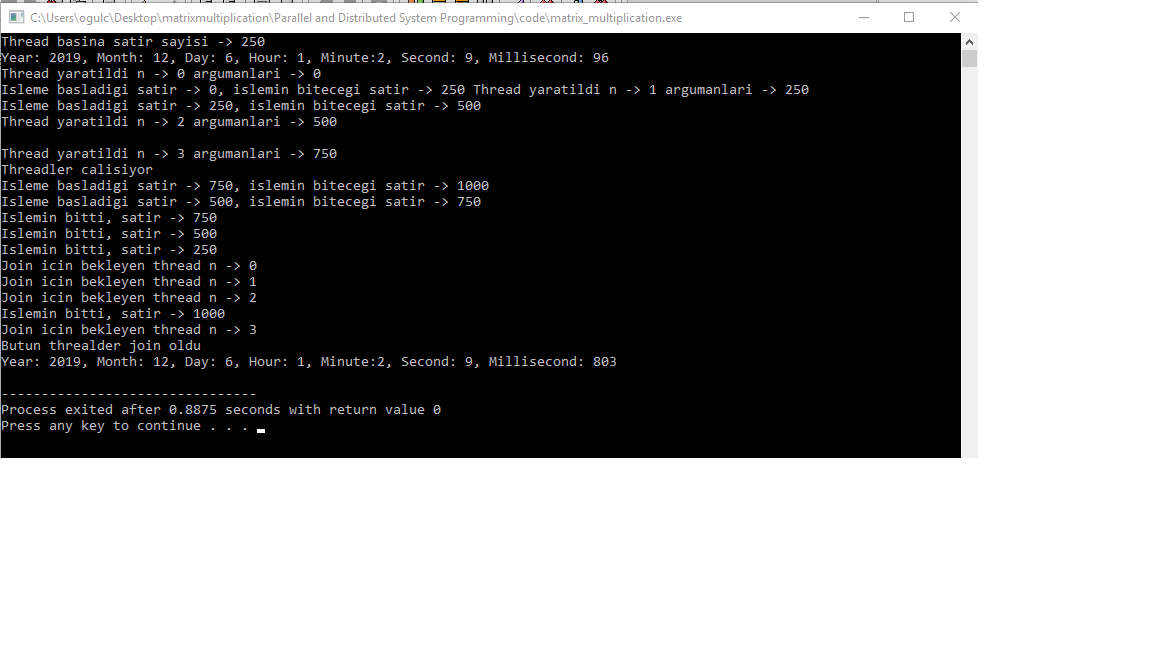 C:\Users\ogulc\Desktop\matrixmultiplication\Parallel and Distributed System Programming\code\matrix_multiplication.exe
Thread basina satir sayisi -> 250
Year: 2019, Month: 12, Day: 6, Hour: 1, Minute:2, Second: 9, Millisecond: 96
Thread yaratildi n -> 0 argumanlari -> 0
Isleme basladigi satir -> 0, islemin bitecegi satir -> 250 Thread yaratildi n -> 1 argumanlari -> 250
Isleme basladigi satir -> 250, islemin bitecegi satir -> 500
Thread yaratildi n -> 2 argumanlari -> 500
Thread yaratildi n -> 3 argumanlari -> 750
Threadler calisiyor
Isleme basladigi satir -> 750, islemin bitecegi satir -> 1000
Isleme basladigi satir -> 500, islemin bitecegi satir -> 750
Islemin bitti, satir -> 750
Islemin bitti, satir -> 500
Islemin bitti, satir -> 250
Join icin bekleyen thread n -> 0
Join icin bekleyen thread n -> 1
Join icin bekleyen thread n -> 2
Islemin bitti, satir -> 1000
Join icin bekleyen thread n -> 3
Butun threalder join oldu
Year: 2019, Month: 12, Day: 6, Hour: 1, Minute:2, Second: 9, Millisecond: 803
--------------------------------
Process exited after 0.8875 seconds with return value 0
Press any key to continue . . .